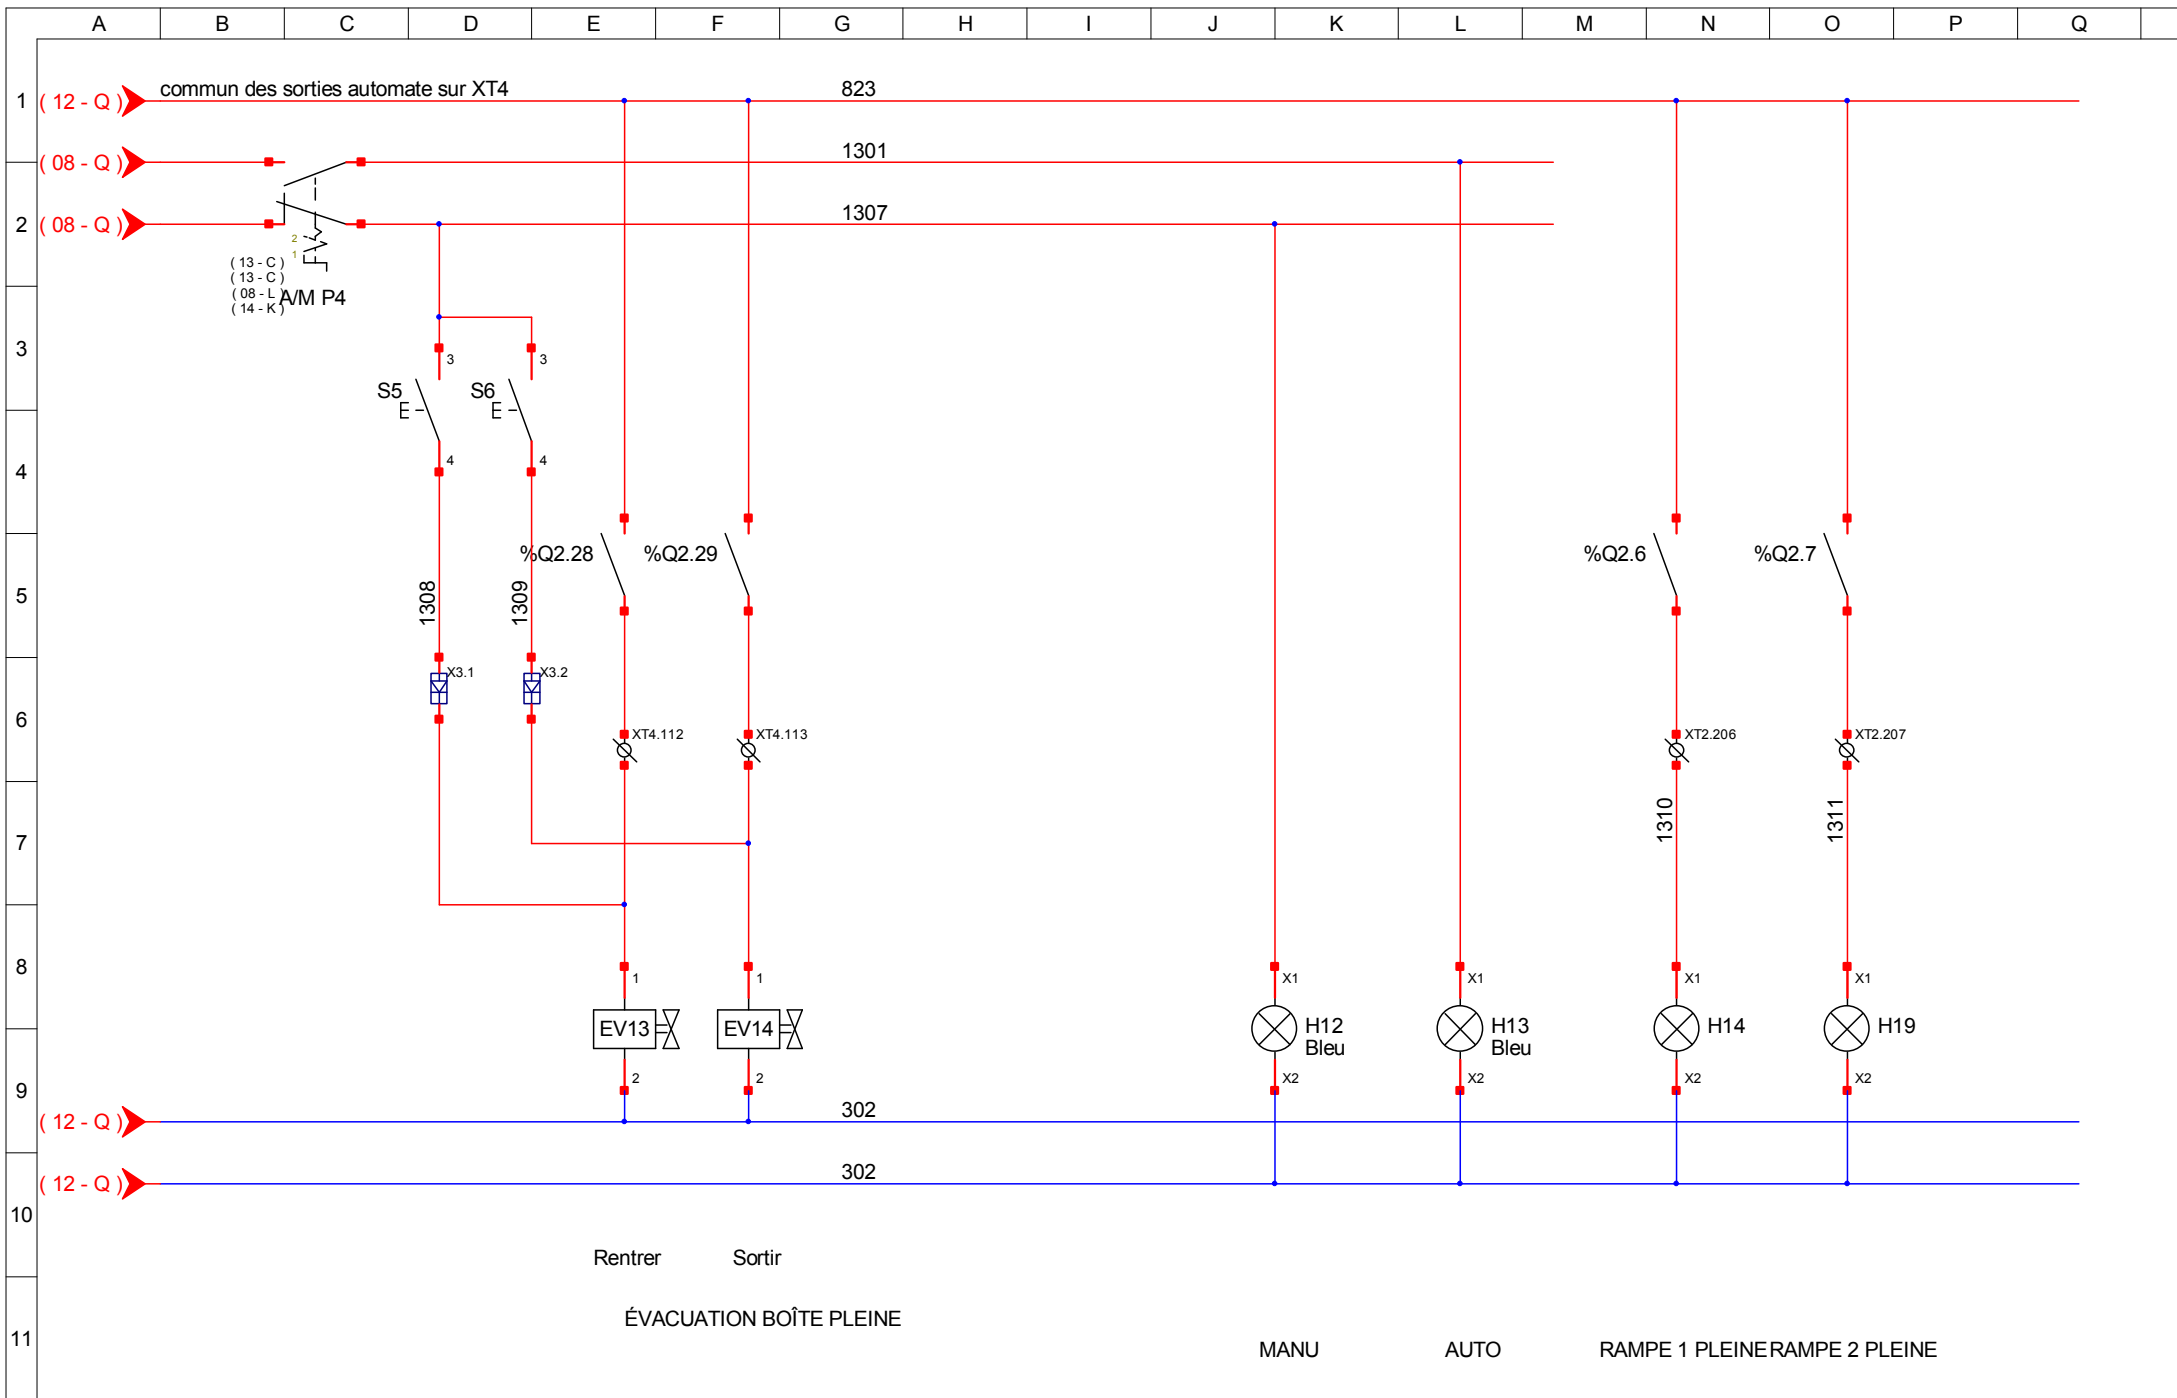 A B C D E F G H I J K L M N O P Q
commun des sorties automate sur XT4
823
1 ( 12 - Q )
1301
( 08 - Q )
1307
2 ( 08 - Q )
2
1
( 13 - C )
( 13 - C )
( 08 - L )
( 14 - K )
A/M P4
3
3 3
S5 S6
4
4 4
%Q2.28 %Q2.29 %Q2.6 %Q2.7
5
1308 1309
X3.1 X3.2
6
XT4.112 XT4.113 XT2.206 XT2.207
7
1310 1311
8
1 1 X1 X1 X1 X1
EV13 EV14 H12 H13 H14 H19
Bleu Bleu
9
2 2 X2 X2 X2 X2
302
( 12 - Q )
302
( 12 - Q )
10
Rentrer Sortir
ÉVACUATION BOÎTE PLEINE
11
MANU AUTO RAMPE 1 PLEINE RAMPE 2 PLEINE